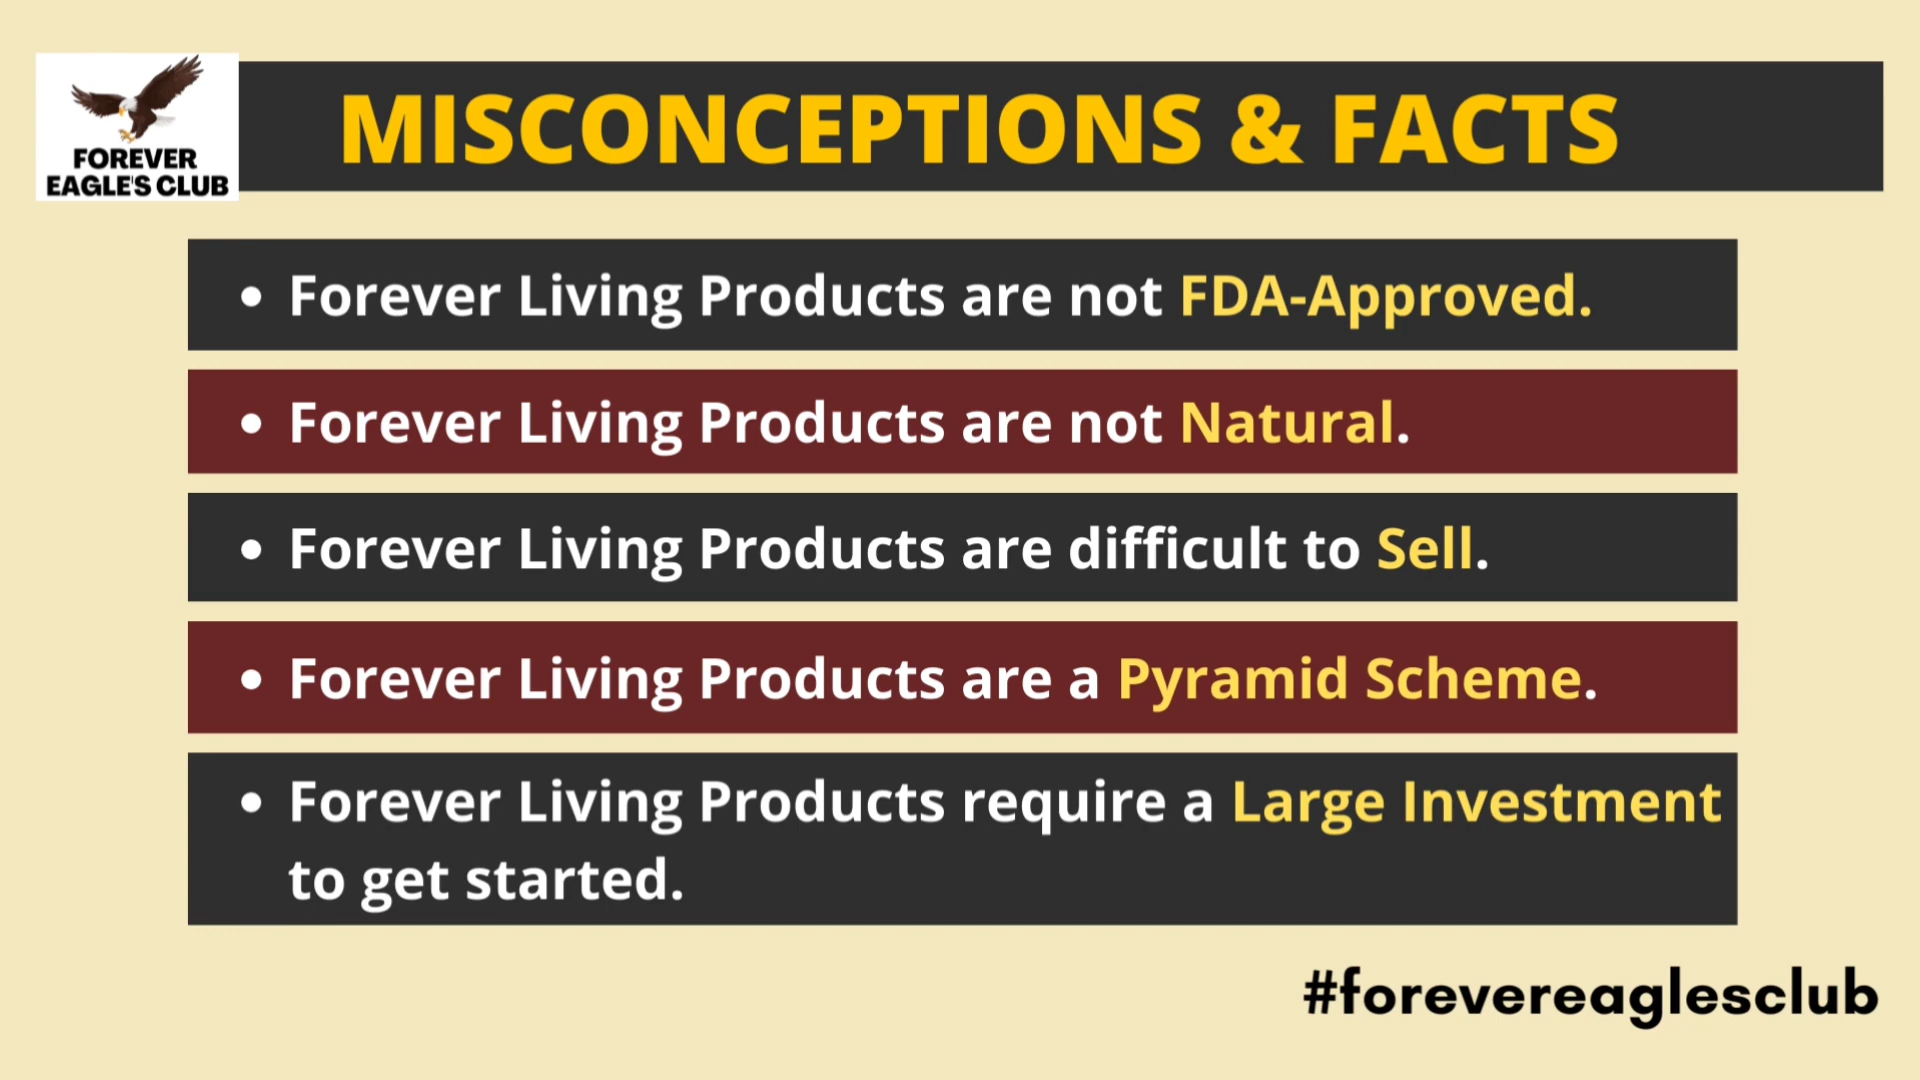 FOREVER
EAGLE'S CLUB
MISCONCEPTIONS & FACTS
• Forever Living Products are not FDA-Approved.
• Forever Living Products are not Natural.
• Forever Living Products are difficult to Sell.
• Forever Living Products are a Pyramid Scheme.
• Forever Living Products require a Large Investment
to get started.
#forevereaglesclub